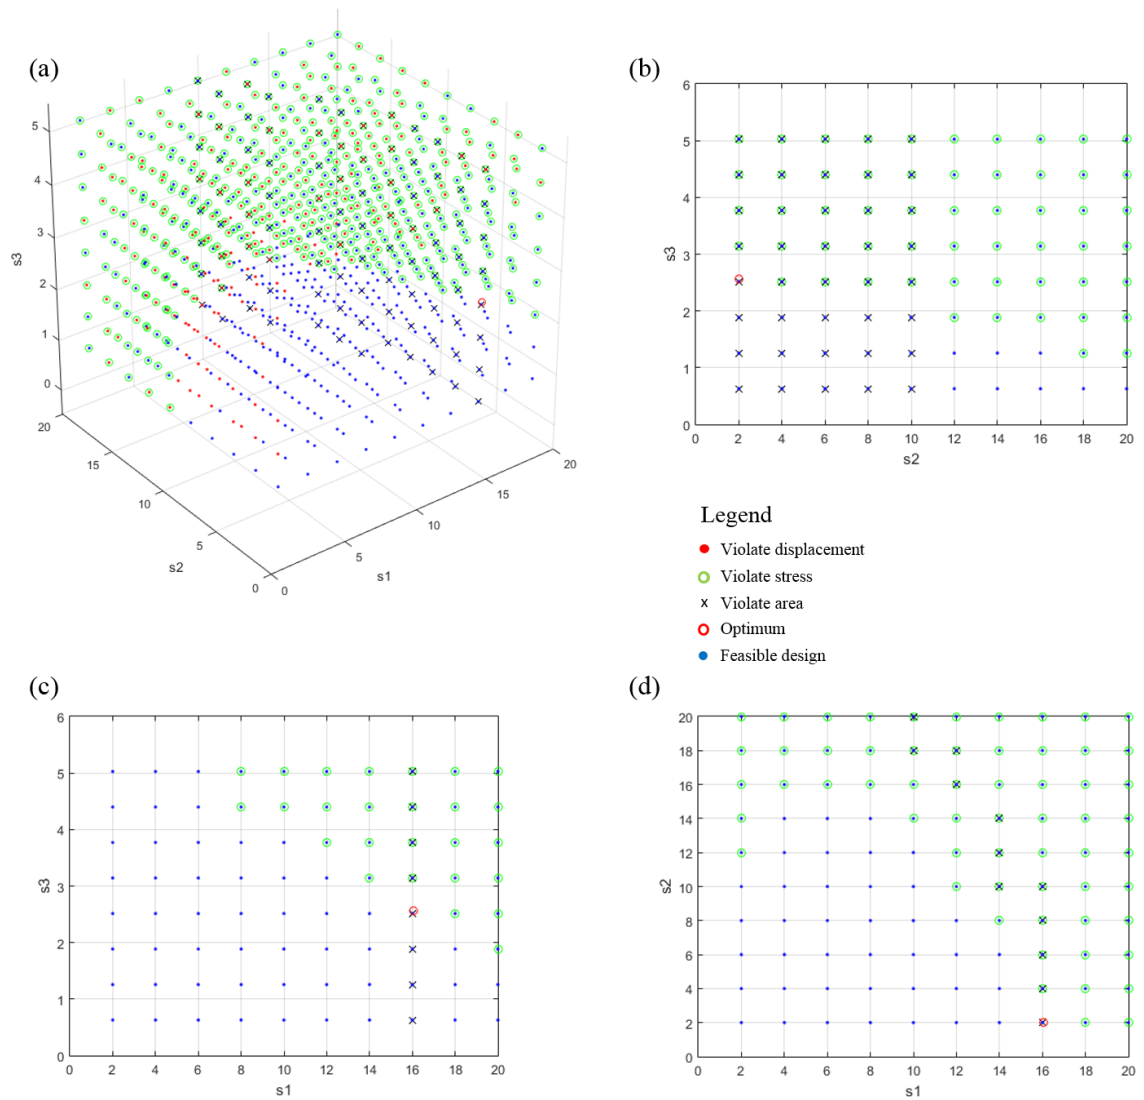 (a)
5
4
3
2
1
0
s3
20
15
10
5
0
s2
0
5
10
15
20
s1
(b)
6
5
4
3
2
1
0
s3
0 2 4 6 8 10 12 14 16 18 20
s2
Legend
Violate displacement
Violate stress
x Violate area
Optimum
Feasible design
(c)
6
5
4
3
2
1
0
s3
0 2 4 6 8 10 12 14 16 18 20
s1
(d)
20
18
16
14
12
10
8
6
4
2
0
s2
0 2 4 6 8 10 12 14 16 18 20
s1